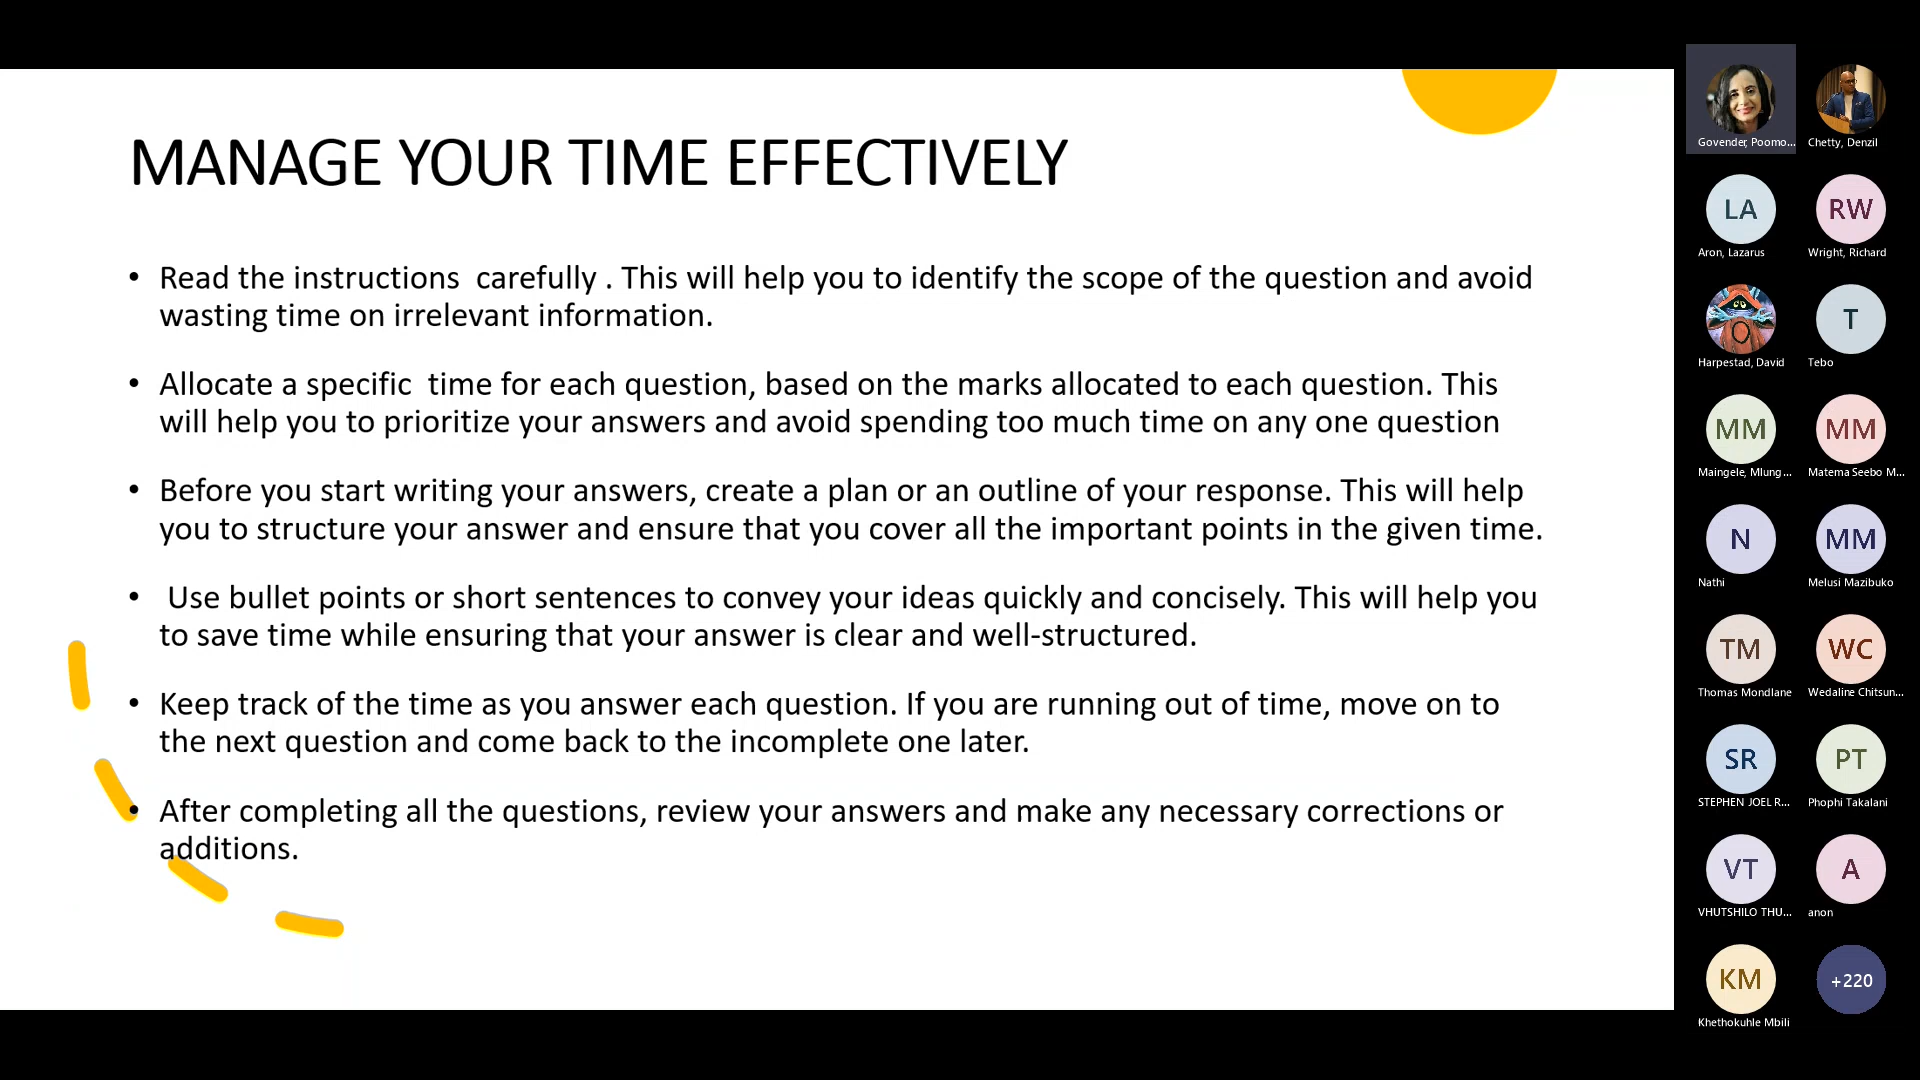 MANAGE YOUR TIME EFFECTIVELY
• Read the instructions  carefully . This will help you to identify the scope of the question and avoid
wasting time on irrelevant information.
• Allocate a specific  time for each question, based on the marks allocated to each question. This
will help you to prioritize your answers and avoid spending too much time on any one question
• Before you start writing your answers, create a plan or an outline of your response. This will help
you to structure your answer and ensure that you cover all the important points in the given time.
•  Use bullet points or short sentences to convey your ideas quickly and concisely. This will help you
to save time while ensuring that your answer is clear and well-structured.
• Keep track of the time as you answer each question. If you are running out of time, move on to
the next question and come back to the incomplete one later.
• After completing all the questions, review your answers and make any necessary corrections or
additions.
Govender, Poomo...
Chetty, Denzil
LA
Aron, Lazarus
RW
Wright, Richard
Harpestad, David
T
Tebo
MM
Maingele, Mlung...
MM
Matema Seebo M...
N
Nathi
MM
Melusi Mazibuko
TM
Thomas Mondlane
WC
Wedaline Chitsun...
SR
STEPHEN JOEL R...
PT
Phophi Takalani
VT
VHUTSHILO THU...
A
anon
KM
Khethokuhle Mbili
+220